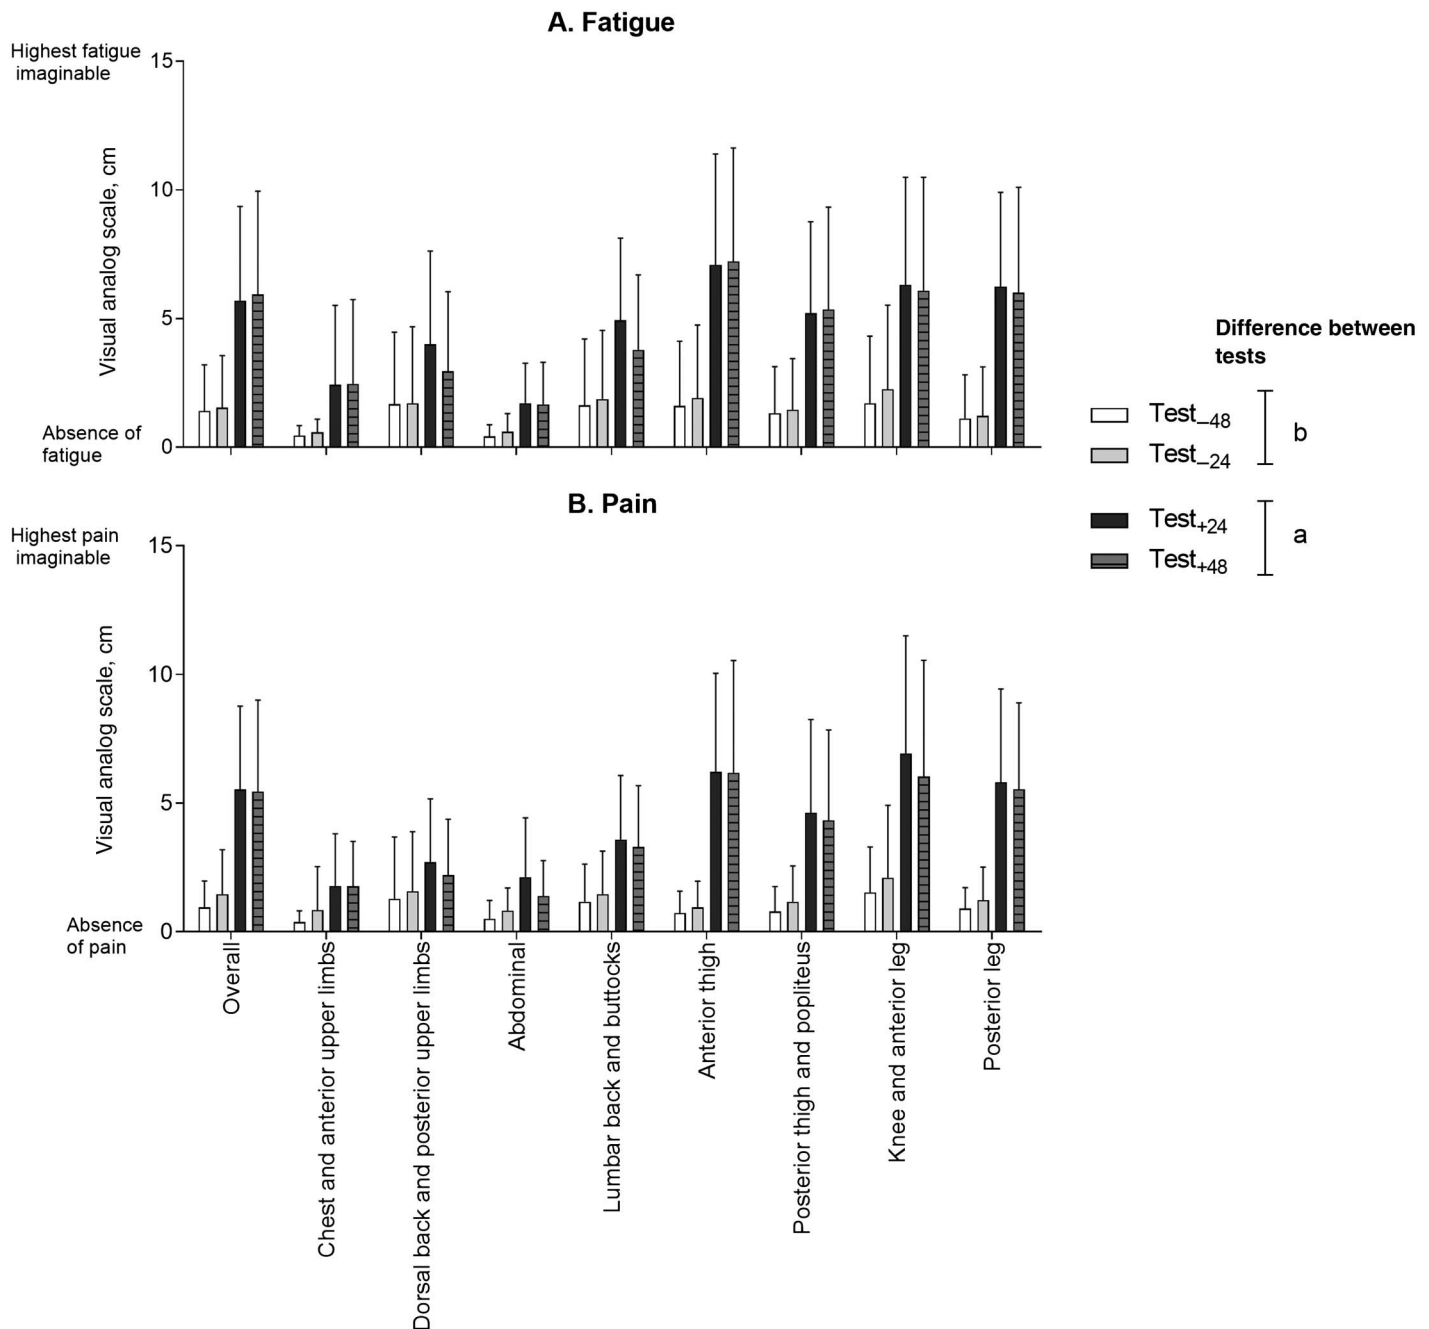 A. Fatigue
Highest fatigue
imaginable
15
10
5
0
Visual analog scale, cm
Absence of
fatigue
Difference between
tests
Test–48
Test–24
b
Test+24
Test+48
a
B. Pain
Highest pain
imaginable
15
10
5
0
Visual analog scale, cm
Absence
of pain
Overall
Chest and anterior upper limbs
Dorsal back and posterior upper limbs
Abdominal
Lumbar back and buttocks
Anterior thigh
Posterior thigh and popliteus
Knee and anterior leg
Posterior leg